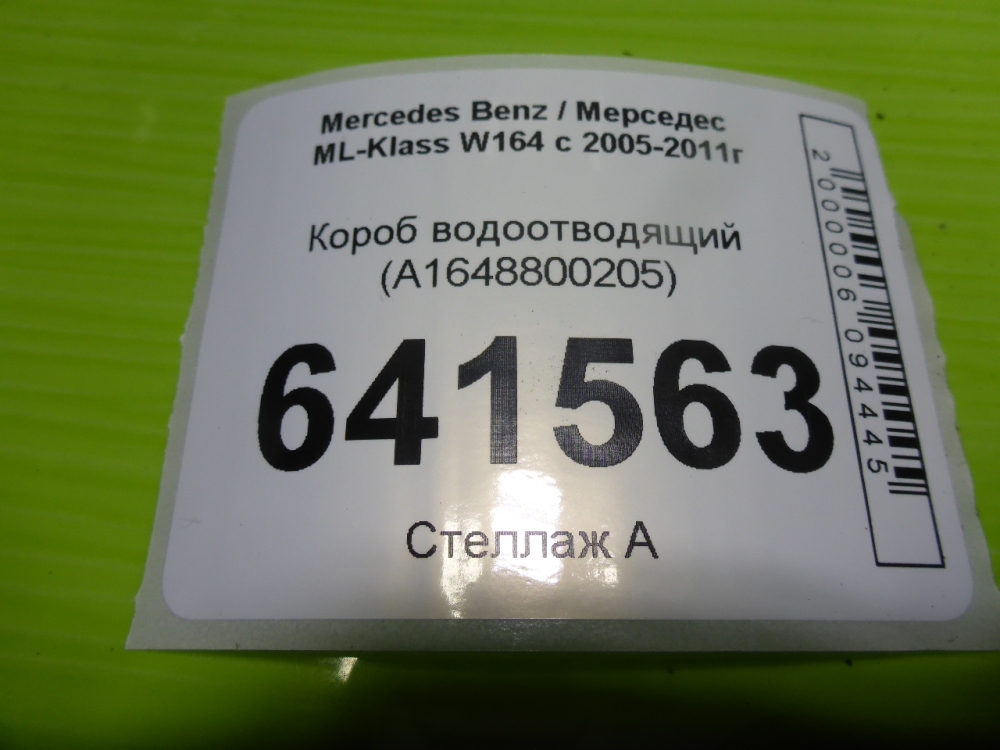 Mercedes Benz / Мерседес
ML-Klass W164 с 2005-2011г
Короб водоотводящий
(A1648800205)
641563
Стеллаж А
2000006094445